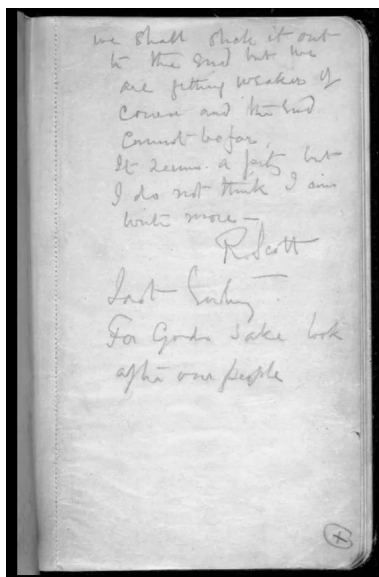 we shall stick it out
to the end but we
are getting weaker of
course and the end
cannot be far.
It seems a pity but
I do not think I can
write more –
R. Scott
Last Entry
For Gods sake look
after our people
X